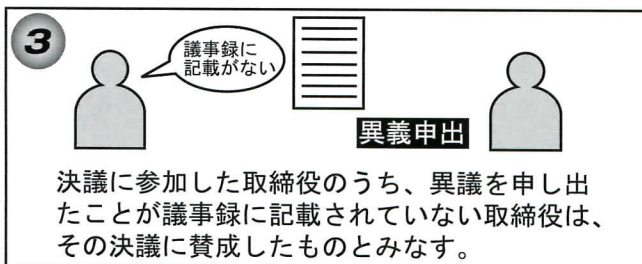 3
議事録に
記載がない
異義申出
決議に参加した取締役のうち、異議を申し出
たことが議事録に記載されていない取締役は、
その決議に賛成したものとみなす。